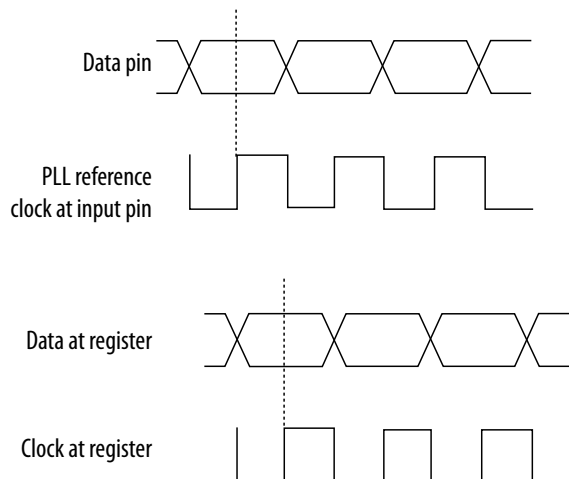 Data pin
PLL reference
clock at input pin
Data at register
Clock at register